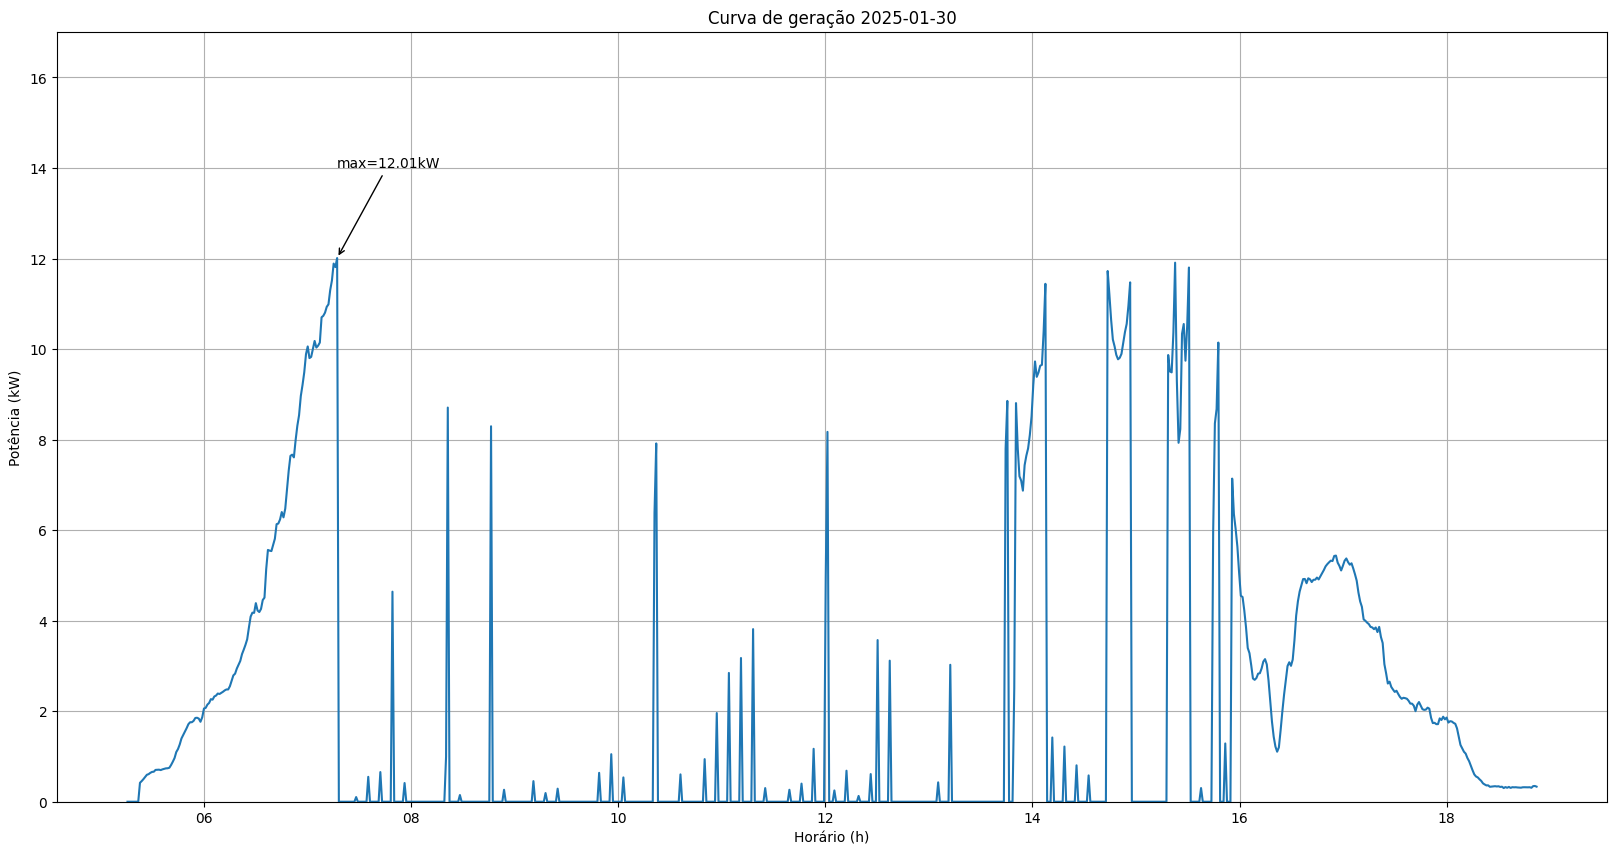 Curva de geração 2025-01-30
16
14
12
10
8
6
4
2
0
Potência (kW)
max=12.01kW
06 08 10 12 14 16 18
Horário (h)